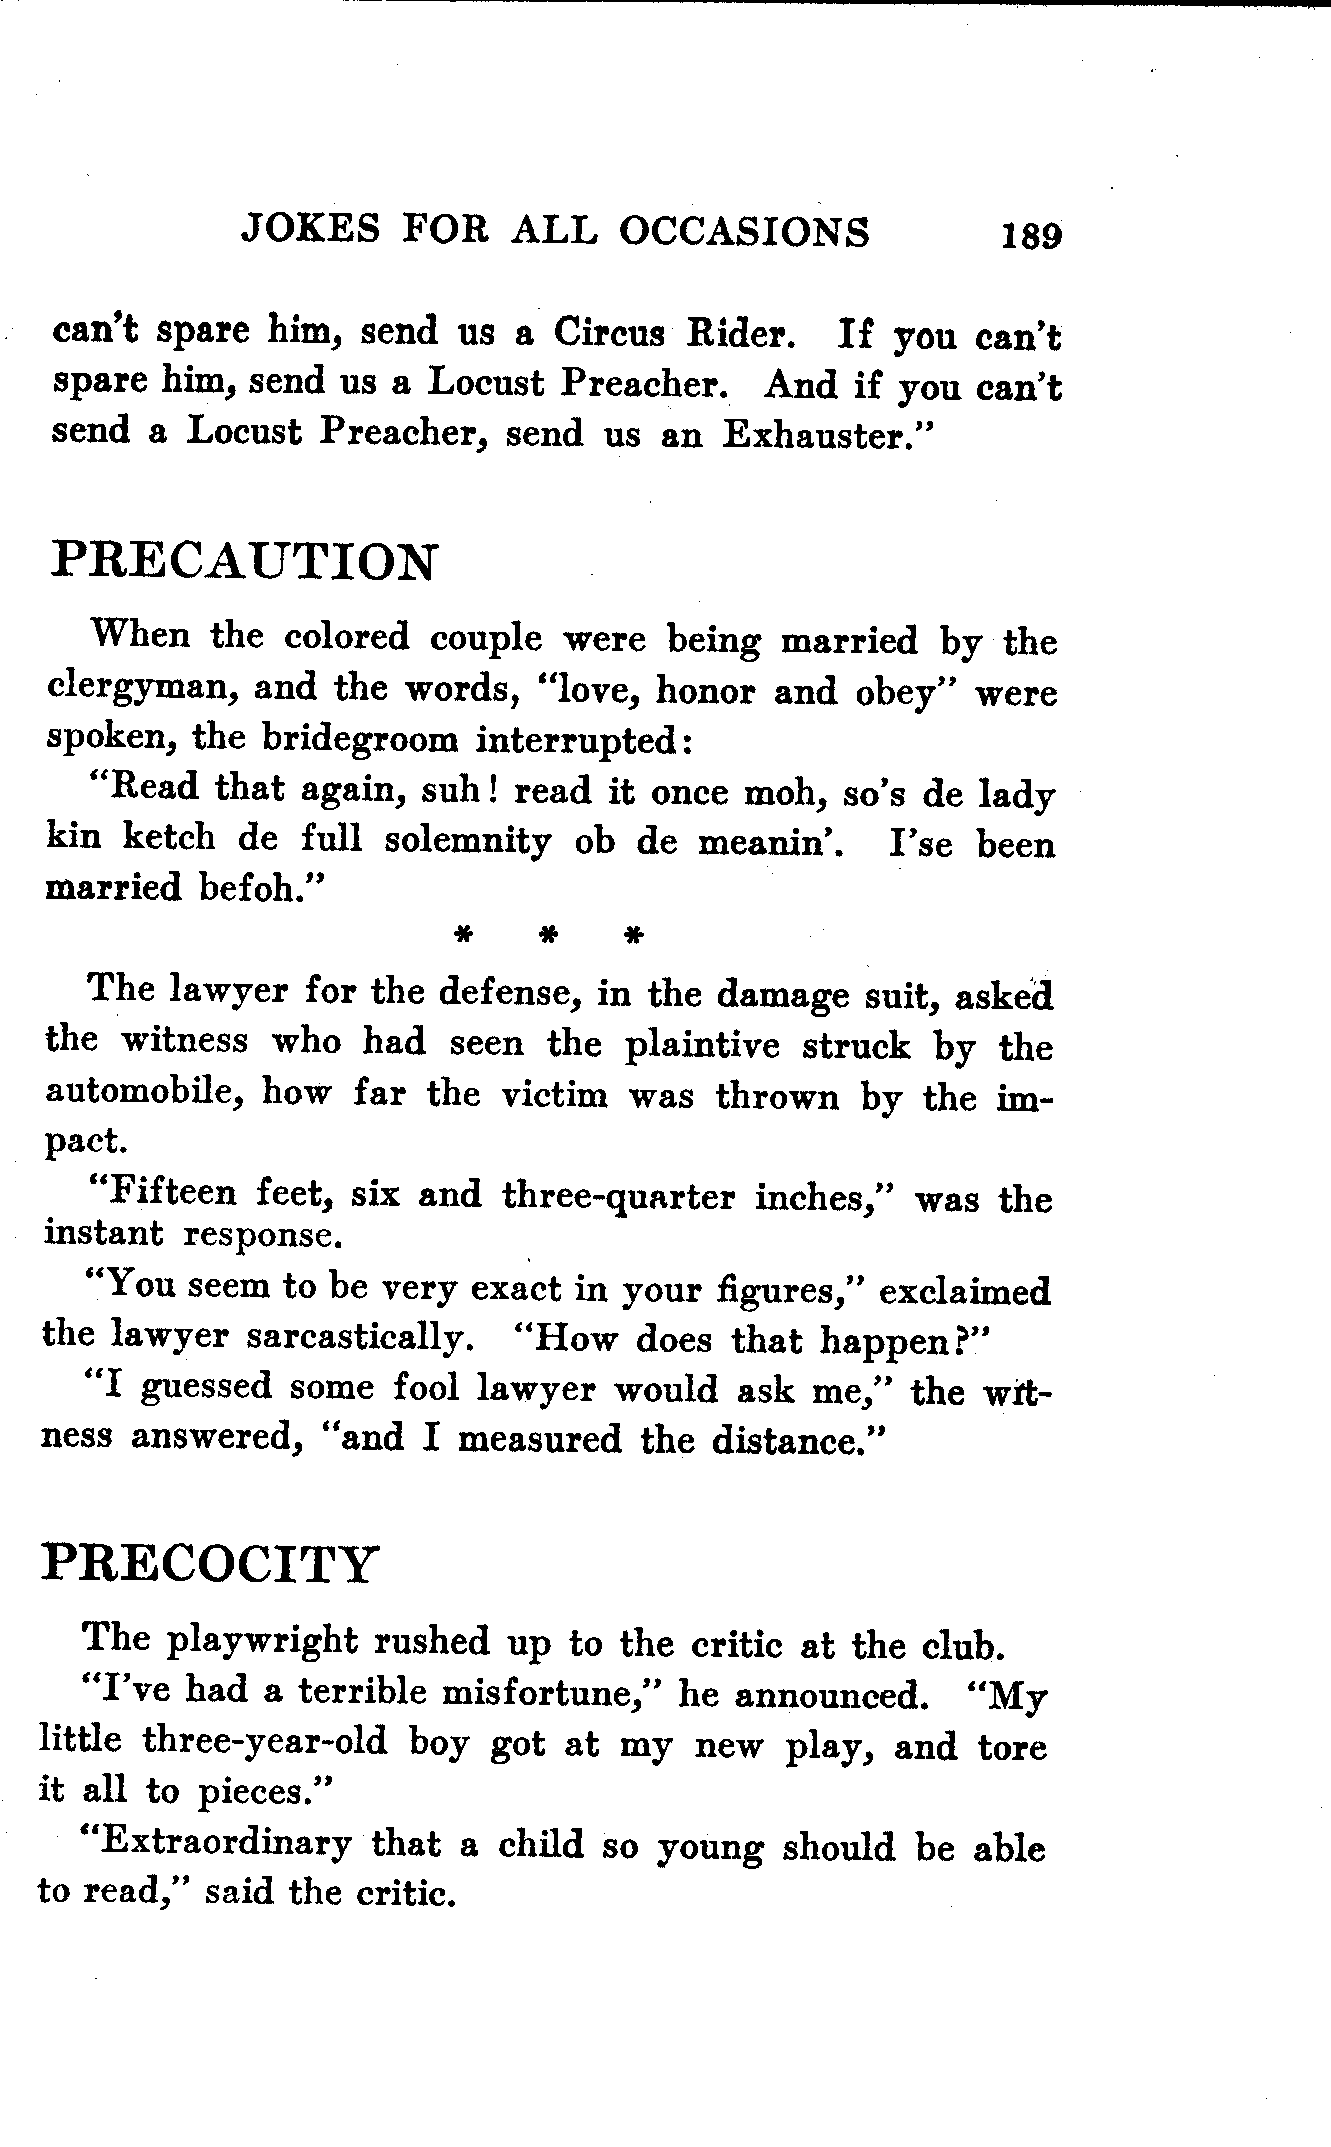 JOKES FOR ALL OCCASIONS 189
can't spare him, send us a Circus Rider. If you can't
spare him, send us a Locust Preacher. And if you can't
send a Locust Preacher, send us an Exhauster."
PRECAUTION
When the colored couple were being married by the
clergyman, and the words, "love, honor and obey" were
spoken, the bridegroom interrupted:
"Read that again, suh! read it once moh, so's de lady
kin ketch de full solemnity ob de meanin'. I'se been
married befoh."
* * *
The lawyer for the defense, in the damage suit, asked
the witness who had seen the plaintive struck by the
automobile, how far the victim was thrown by the im-
pact.
"Fifteen feet, six and three-quarter inches," was the
instant response.
"You seem to be very exact in your figures," exclaimed
the lawyer sarcastically. "How does that happen?"
"I guessed some fool lawyer would ask me," the wit-
ness answered, "and I measured the distance."
PRECOCITY
The playwright rushed up to the critic at the club.
"I've had a terrible misfortune," he announced. "My
little three-year-old boy got at my new play, and tore
it all to pieces."
"Extraordinary that a child so young should be able
to read," said the critic.